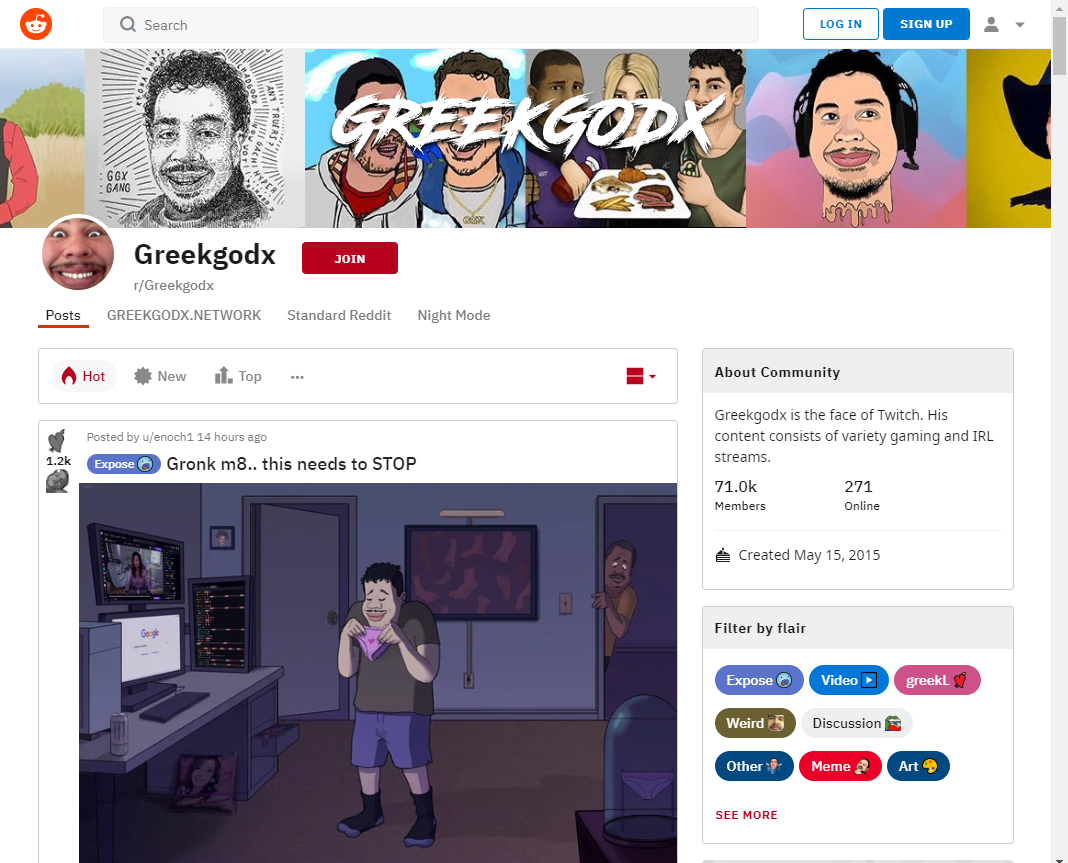 Search
LOG IN
SIGN UP
GREEKGODX
GGX
GANG
GGX
Greekgodx
JOIN
r/Greekgodx
Posts
GREEKGODX.NETWORK
Standard Reddit
Night Mode
Hot
New
Top
1.2k
Posted by u/enoch1 14 hours ago
Expose
Gronk m8.. this needs to STOP
Google
About Community
Greekgodx is the face of Twitch. His
content consists of variety gaming and IRL
streams.
71.0k
271
Members
Online
Created May 15, 2015
Filter by flair
Expose
Video
greekL
Weird
Discussion
Other
Meme
Art
SEE MORE